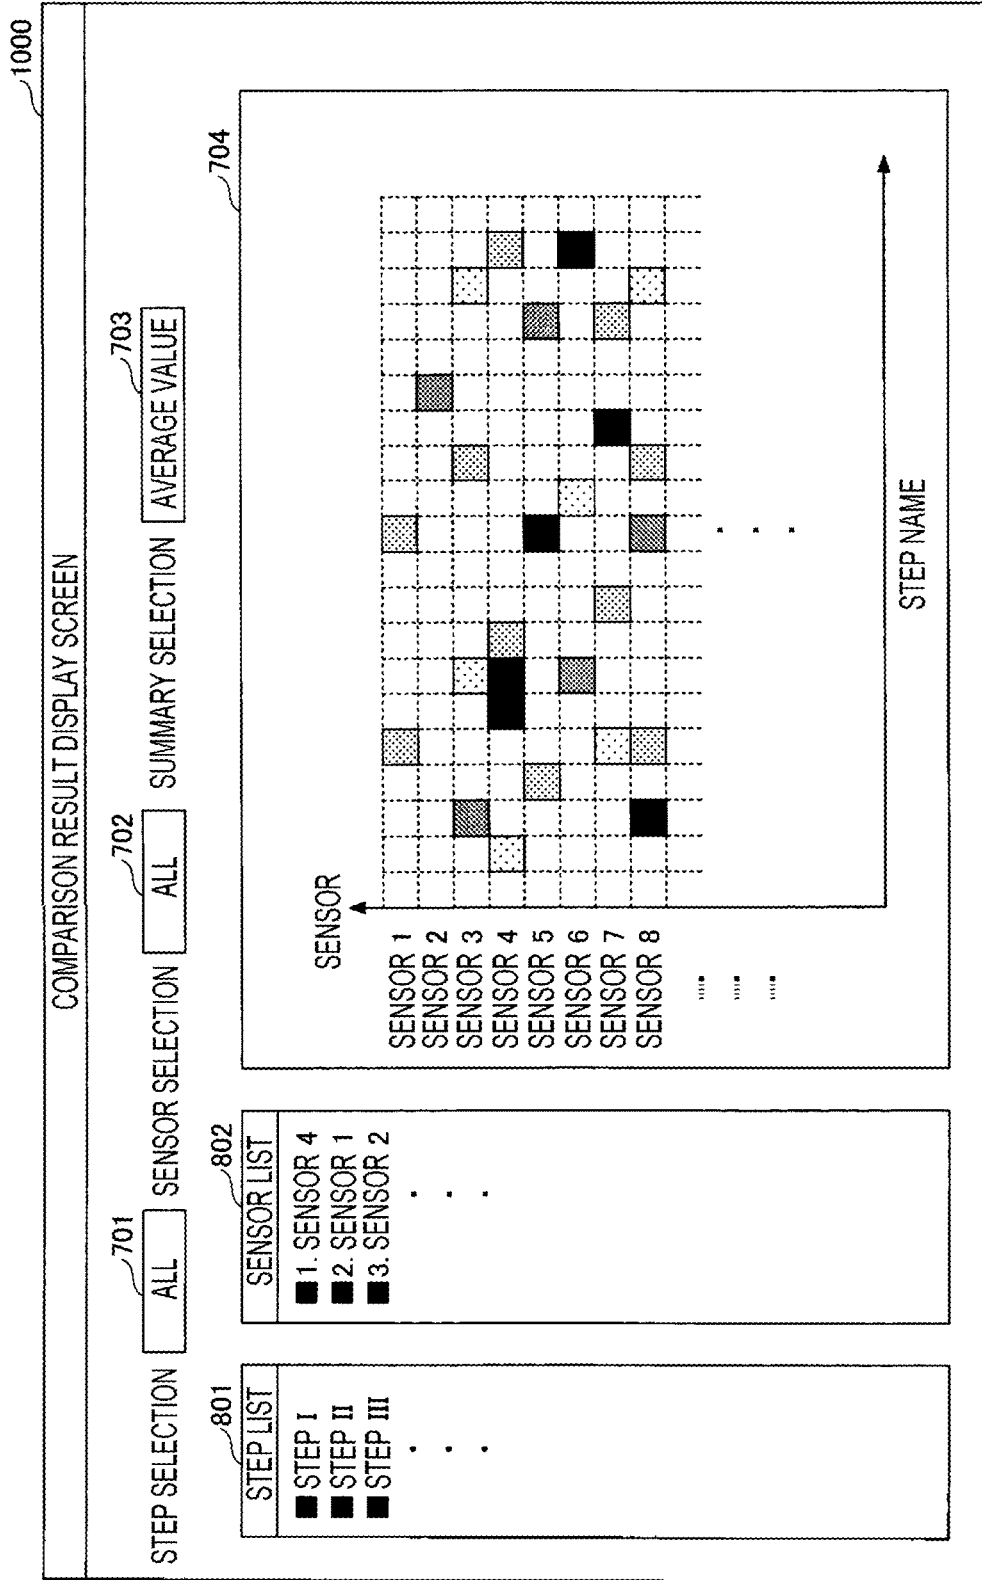 1000
COMPARISON RESULT DISPLAY SCREEN
701
702
703
STEP SELECTION ALL SENSOR SELECTION ALL SUMMARY SELECTION AVERAGE VALUE
801
802
704
STEP LIST
■ STEP I
■ STEP II
■ STEP III
SENSOR LIST
■ 1. SENSOR 4
■ 2. SENSOR 1
■ 3. SENSOR 2
SENSOR
SENSOR 1
SENSOR 2
SENSOR 3
SENSOR 4
SENSOR 5
SENSOR 6
SENSOR 7
SENSOR 8
STEP NAME